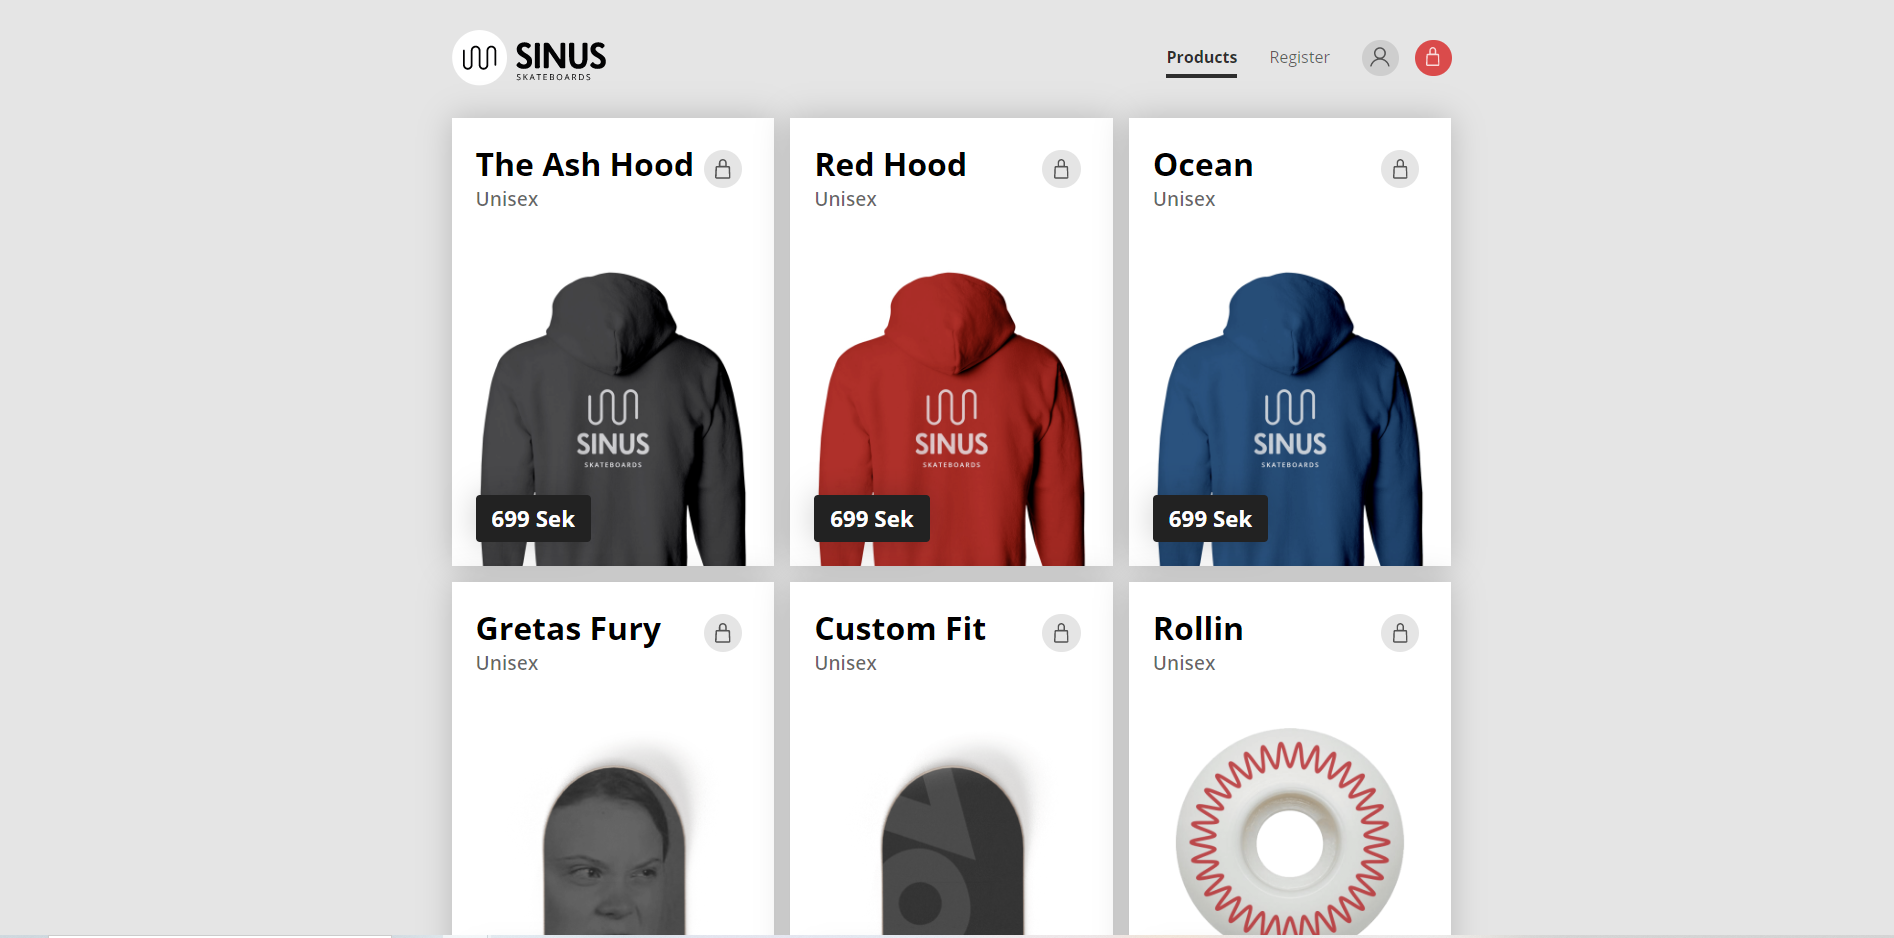 SINUS
SKATEBOARDS
Products
Register
The Ash Hood
Unisex
SINUS
SKATEBOARDS
699 Sek
Red Hood
Unisex
SINUS
SKATEBOARDS
699 Sek
Ocean
Unisex
SINUS
SKATEBOARDS
699 Sek
Gretas Fury
Unisex
Custom Fit
Unisex
Rollin
Unisex